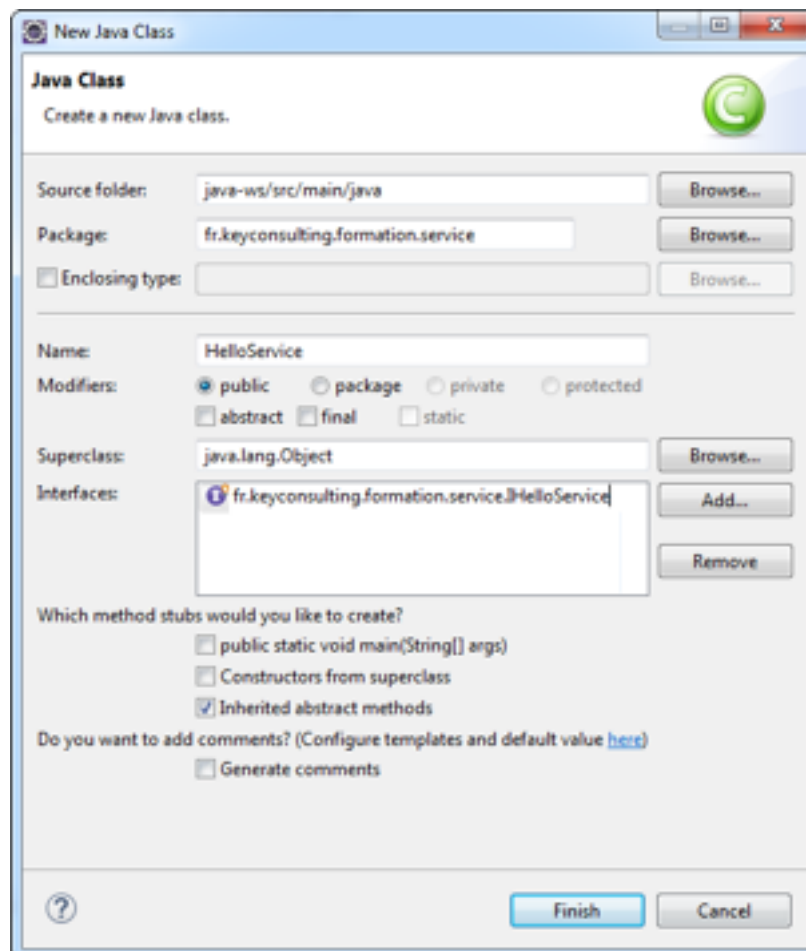 New Java Class
Java Class
Create a new Java class.
Source folder: java-ws/src/main/java Browse...
Package: fr.keyconsulting.formation.service Browse...
Enclosing type: Browse...
Name: HelloService
Modifiers: public package private protected
abstract final static
Superclass: java.lang.Object Browse...
Interfaces: fr.keyconsulting.formation.service.IHelloService Add...
Remove
Which method stubs would you like to create?
public static void main(String[] args)
Constructors from superclass
Inherited abstract methods
Do you want to add comments? (Configure templates and default value here)
Generate comments
Finish Cancel